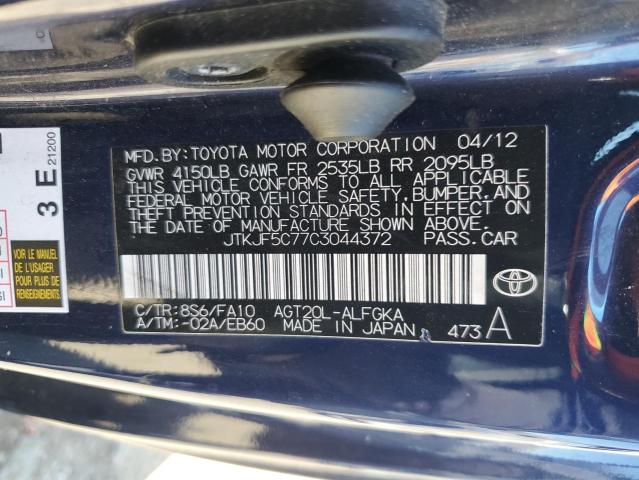 MFD.BY:TOYOTA MOTOR CORPORATION 04/12
GVWR 4150LB GAWR FR 2535LB RR 2095LB
THIS VEHICLE CONFORMS TO ALL APPLICABLE
FEDERAL MOTOR VEHICLE SAFETY,BUMPER,AND
THEFT PREVENTION STANDARDS IN EFFECT ON
THE DATE OF MANUFACTURE SHOWN ABOVE.
JTKJF5C77C3044372 PASS.CAR
C/TR:8S6/FA10 AGT20L-ALFGKA
A/TM:-02A/EB60 MADE IN JAPAN 473A
3 E 21200
VOIR LE MANUEL
DE L'USAGER
POUR PLUS DE
RENSEIGNEMENTS.